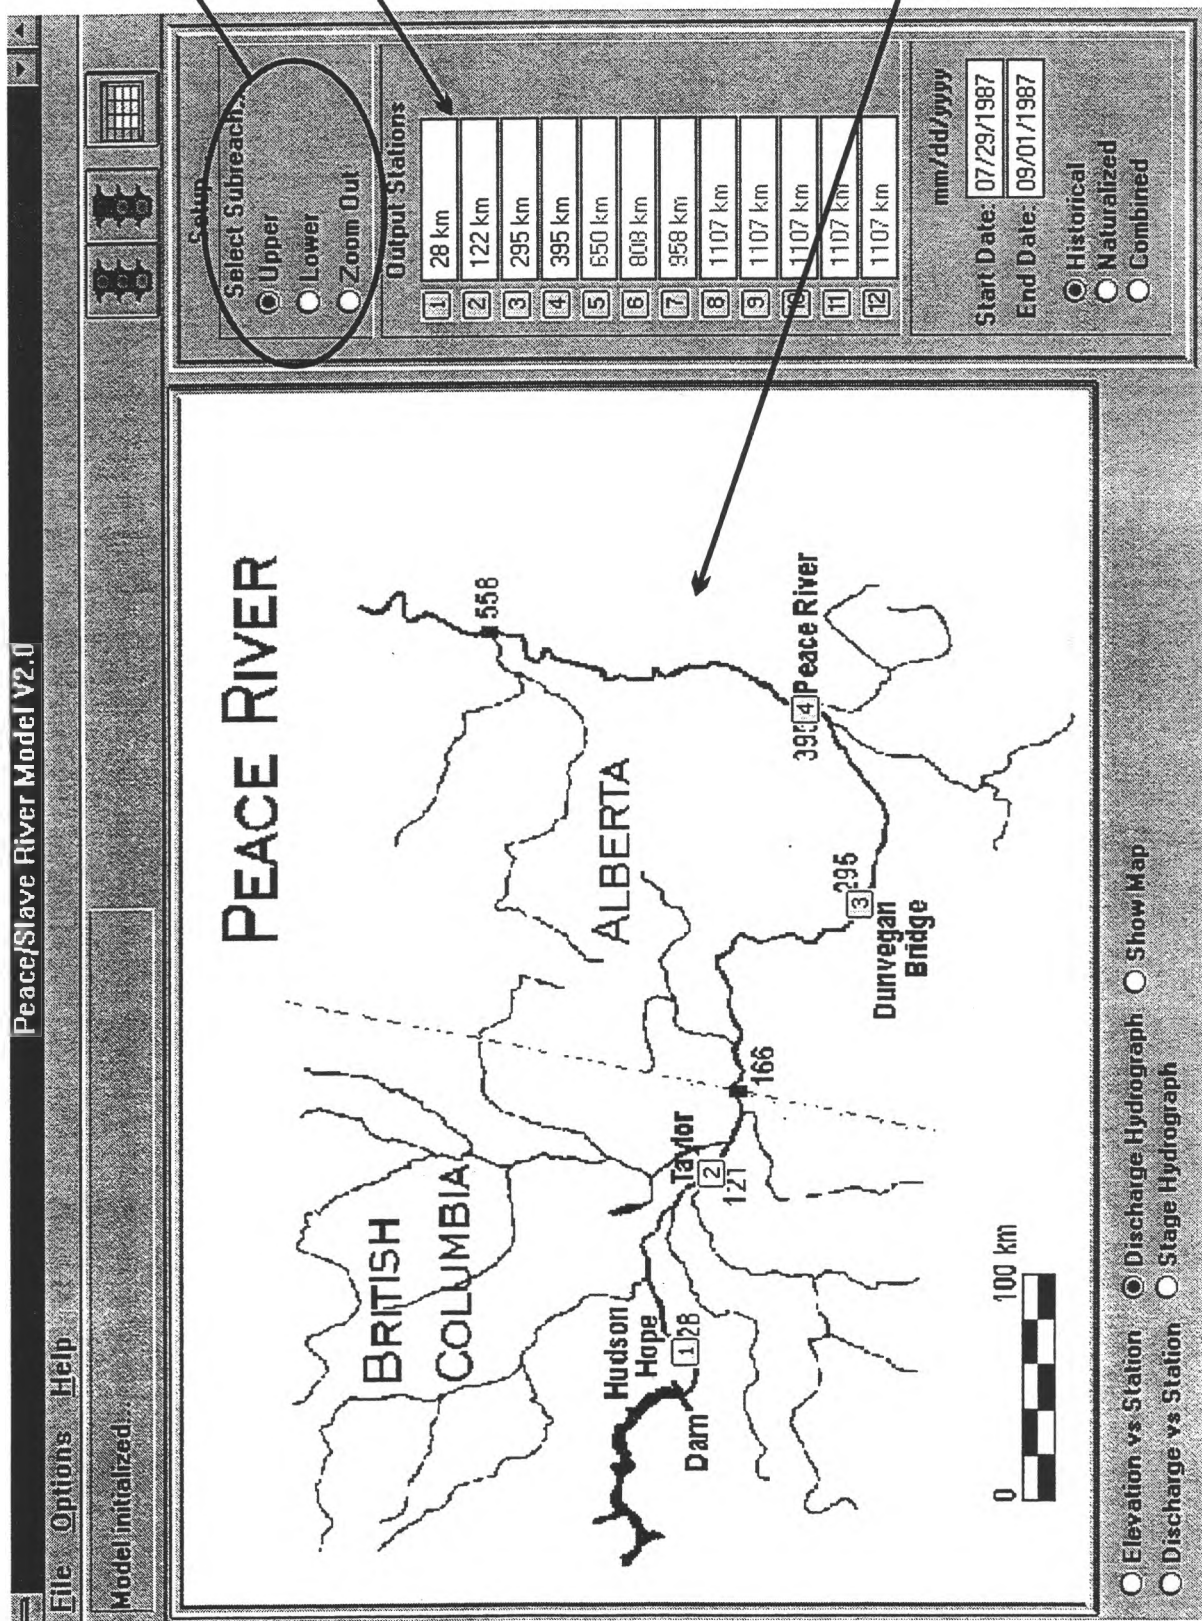 Peace/Slave River Model V2.0
File Options Help
Model initialized...
PEACE RIVER
BRITISH
COLUMBIA
ALBERTA
558
Hudson
Hope
1 28
Dam
Taylor
2
121
166
3 295
Dunvegan
Bridge
395 4 Peace River
0 100 km
Setup
Select Subreach...
Upper
Lower
Zoom Out
Output Stations
1 28 km
2 122 km
3 295 km
4 395 km
5 650 km
6 808 km
7 958 km
8 1107 km
9 1107 km
10 1107 km
11 1107 km
12 1107 km
mm/dd/yyyy
Start Date: 07/29/1987
End Date: 09/01/1987
Historical
Naturalized
Combined
Elevation vs Station Discharge Hydrograph Show Map
Discharge vs Station Stage Hydrograph